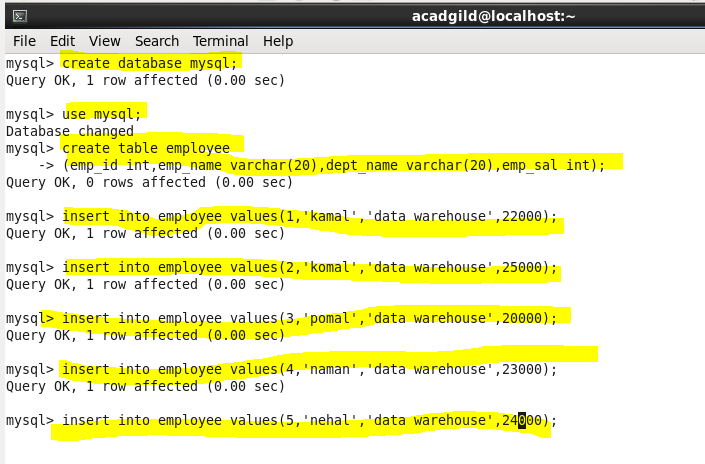 acadgild@localhost:~
File Edit View Search Terminal Help
mysql> create database mysql;
Query OK, 1 row affected (0.00 sec)
mysql> use mysql;
Database changed
mysql> create table employee
    -> (emp_id int,emp_name varchar(20),dept_name varchar(20),emp_sal int);
Query OK, 0 rows affected (0.00 sec)
mysql> insert into employee values(1,'kamal','data warehouse',22000);
Query OK, 1 row affected (0.00 sec)
mysql> insert into employee values(2,'komal','data warehouse',25000);
Query OK, 1 row affected (0.00 sec)
mysql> insert into employee values(3,'pomal','data warehouse',20000);
Query OK, 1 row affected (0.00 sec)
mysql> insert into employee values(4,'naman','data warehouse',23000);
Query OK, 1 row affected (0.00 sec)
mysql> insert into employee values(5,'nehal','data warehouse',24000);